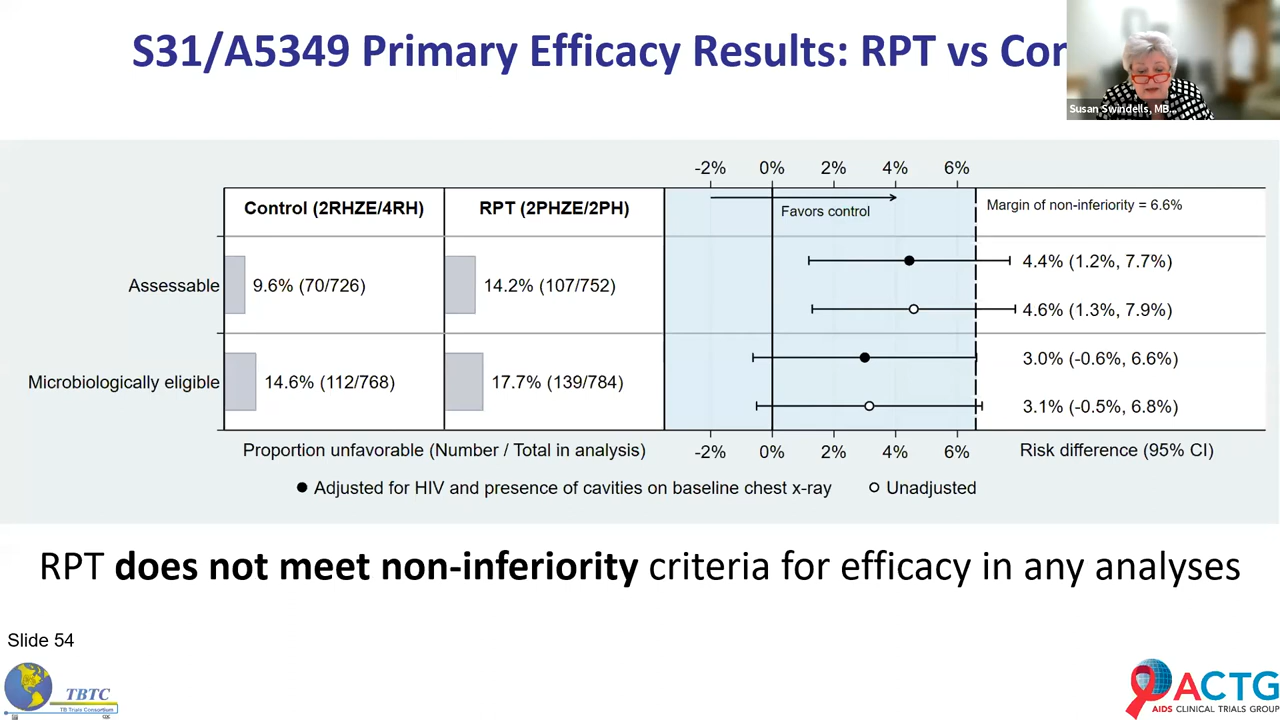 S31/A5349 Primary Efficacy Results: RPT vs Con
Susan Swindells, MB...
-2% 0% 2% 4% 6%
Control (2RHZE/4RH) RPT (2PHZE/2PH) Favors control Margin of non-inferiority = 6.6%
Assessable 9.6% (70/726) 14.2% (107/752) 4.4% (1.2%, 7.7%)
4.6% (1.3%, 7.9%)
Microbiologically eligible 14.6% (112/768) 17.7% (139/784) 3.0% (-0.6%, 6.6%)
3.1% (-0.5%, 6.8%)
Proportion unfavorable (Number / Total in analysis) -2% 0% 2% 4% 6% Risk difference (95% CI)
Adjusted for HIV and presence of cavities on baseline chest x-ray Unadjusted
RPT does not meet non-inferiority criteria for efficacy in any analyses
Slide 54
TBTC
TB Trials Consortium
ACTG
AIDS CLINICAL TRIALS GROUP